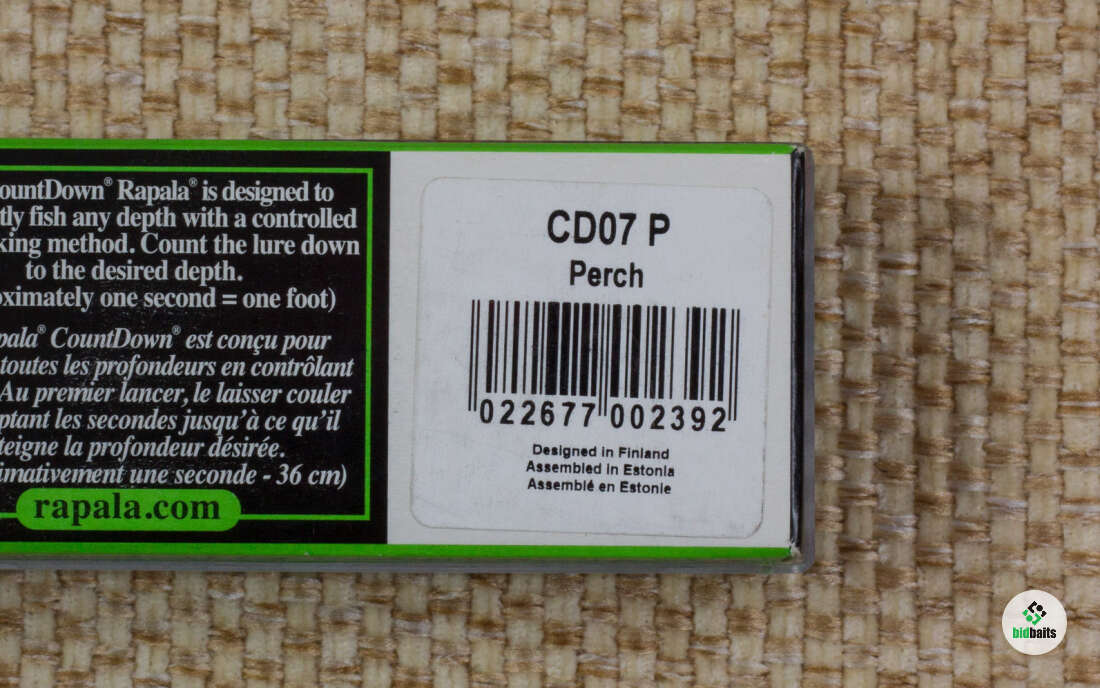 ountDown® Rapala® is designed to
tly fish any depth with a controlled
king method. Count the lure down
to the desired depth.
oximately one second = one foot)
pala® CountDown® est conçu pour
toutes les profondeurs en contrôlant
Au premier lancer, le laisser couler
ptant les secondes jusqu'à ce qu'il
teigne la profondeur désirée.
imativement une seconde - 36 cm)
rapala.com
CD07 P
Perch
022677 002392
Designed in Finland
Assembled in Estonia
Assemblé en Estonie
bidbaits